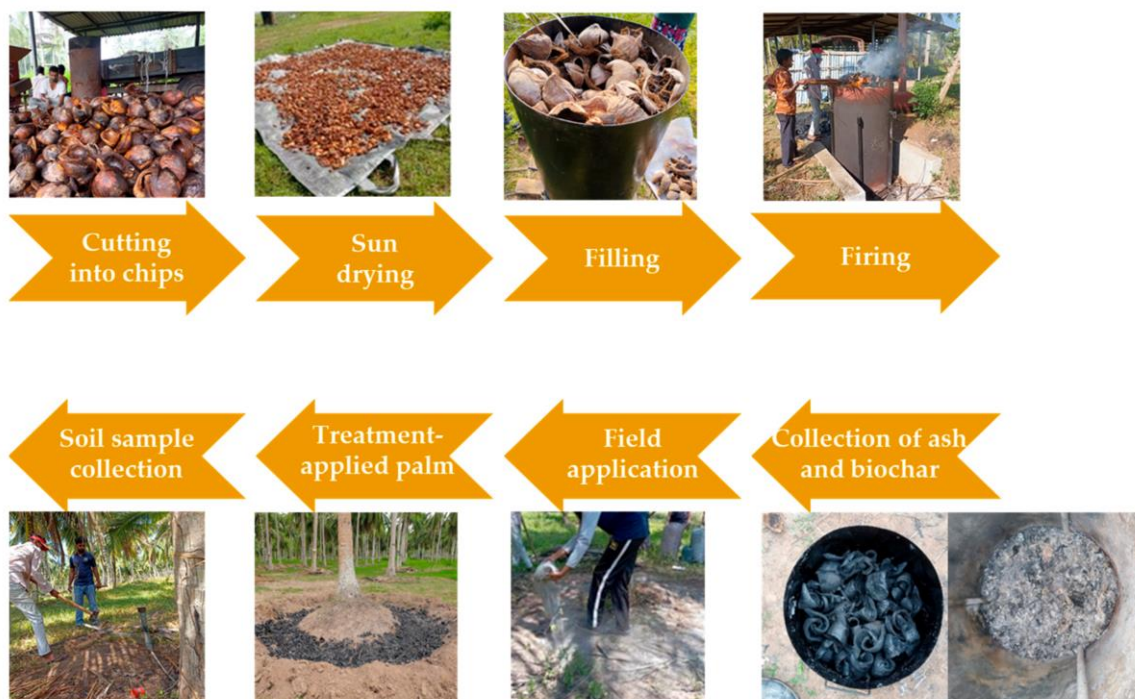 Cutting
into chips
Sun
drying
Filling
Firing
Collection of ash
and biochar
Field
application
Treatment-
applied palm
Soil sample
collection